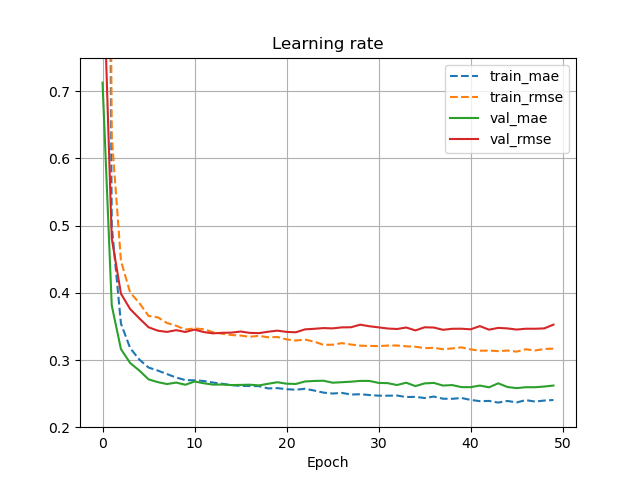 Learning rate
train_mae
train_rmse
val_mae
val_rmse
0.7
0.6
0.5
0.4
0.3
0.2
0 10 20 30 40 50
Epoch